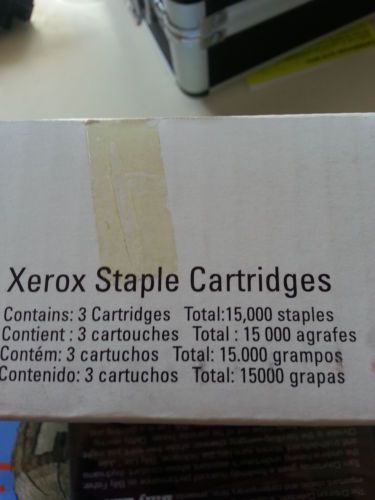 Xerox Staple Cartridges
Contains: 3 Cartridges Total:15,000 staples
Contient : 3 cartouches Total : 15 000 agrafes
Contém: 3 cartuchos Total: 15.000 grampos
Contenido: 3 cartuchos Total: 15000 grapas